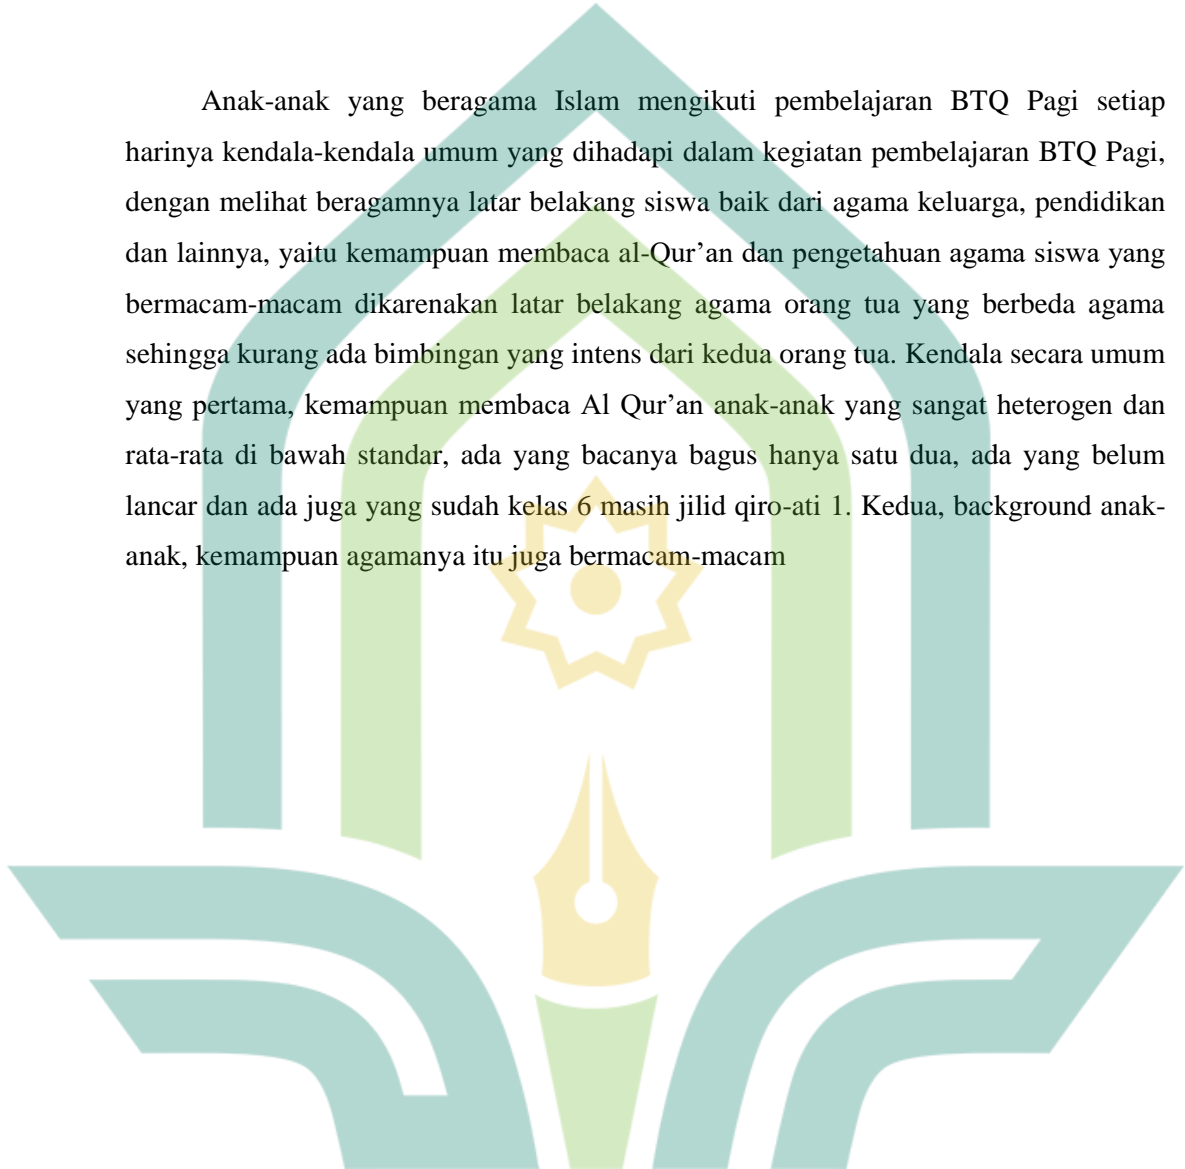 Anak-anak yang beragama Islam mengikuti pembelajaran BTQ Pagi setiap
harinya kendala-kendala umum yang dihadapi dalam kegiatan pembelajaran BTQ Pagi,
dengan melihat beragamnya latar belakang siswa baik dari agama keluarga, pendidikan
dan lainnya, yaitu kemampuan membaca al-Qur’an dan pengetahuan agama siswa yang
bermacam-macam dikarenakan latar belakang agama orang tua yang berbeda agama
sehingga kurang ada bimbingan yang intens dari kedua orang tua. Kendala secara umum
yang pertama, kemampuan membaca Al Qur’an anak-anak yang sangat heterogen dan
rata-rata di bawah standar, ada yang bacanya bagus hanya satu dua, ada yang belum
lancar dan ada juga yang sudah kelas 6 masih jilid qiro-ati 1. Kedua, background anak-
anak, kemampuan agamanya itu juga bermacam-macam